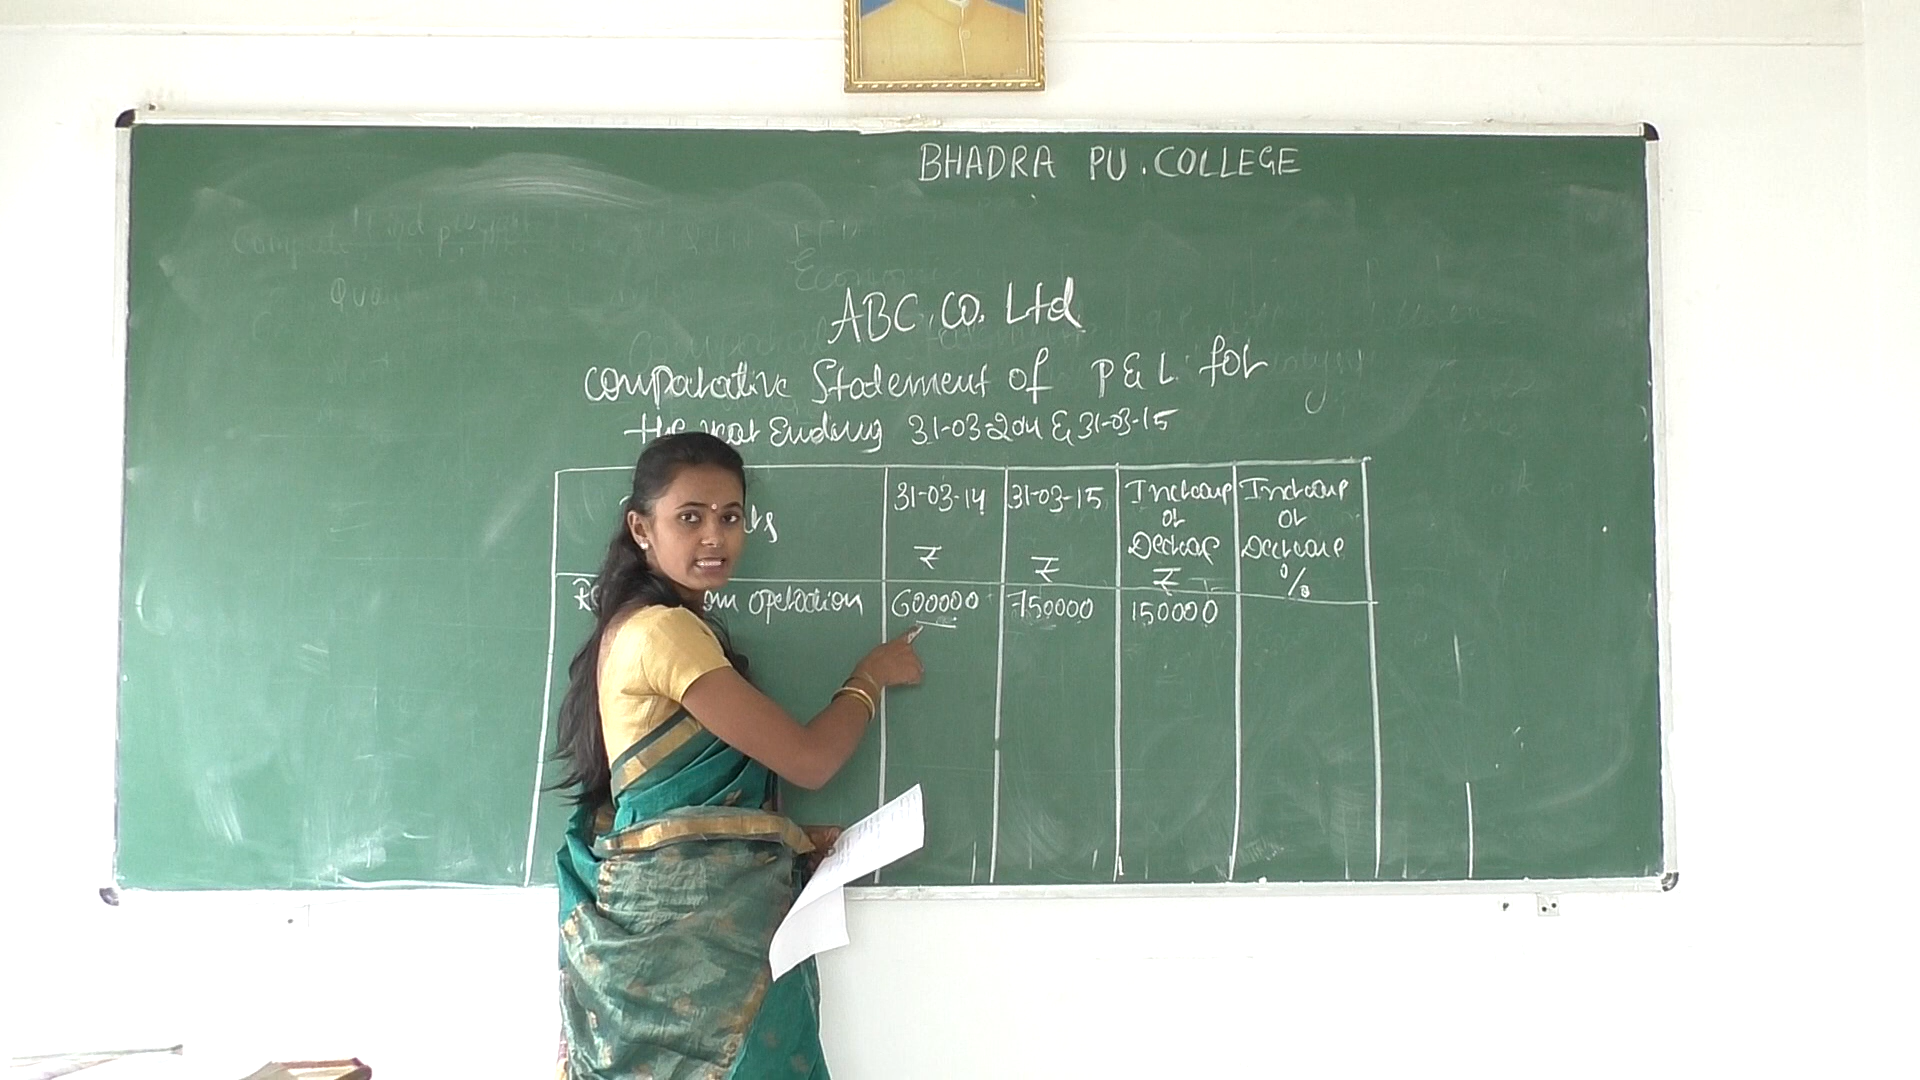 BHADRA PU. COLLEGE
ABC. Co. Ltd
Comparative Statement of P & L for
the year Ending 31-03-2014 & 31-03-15
31-03-14 31-03-15 Increase Increase
or or
Decrease Decrease
₹ ₹ ₹ %
operation 600000 750000 150000